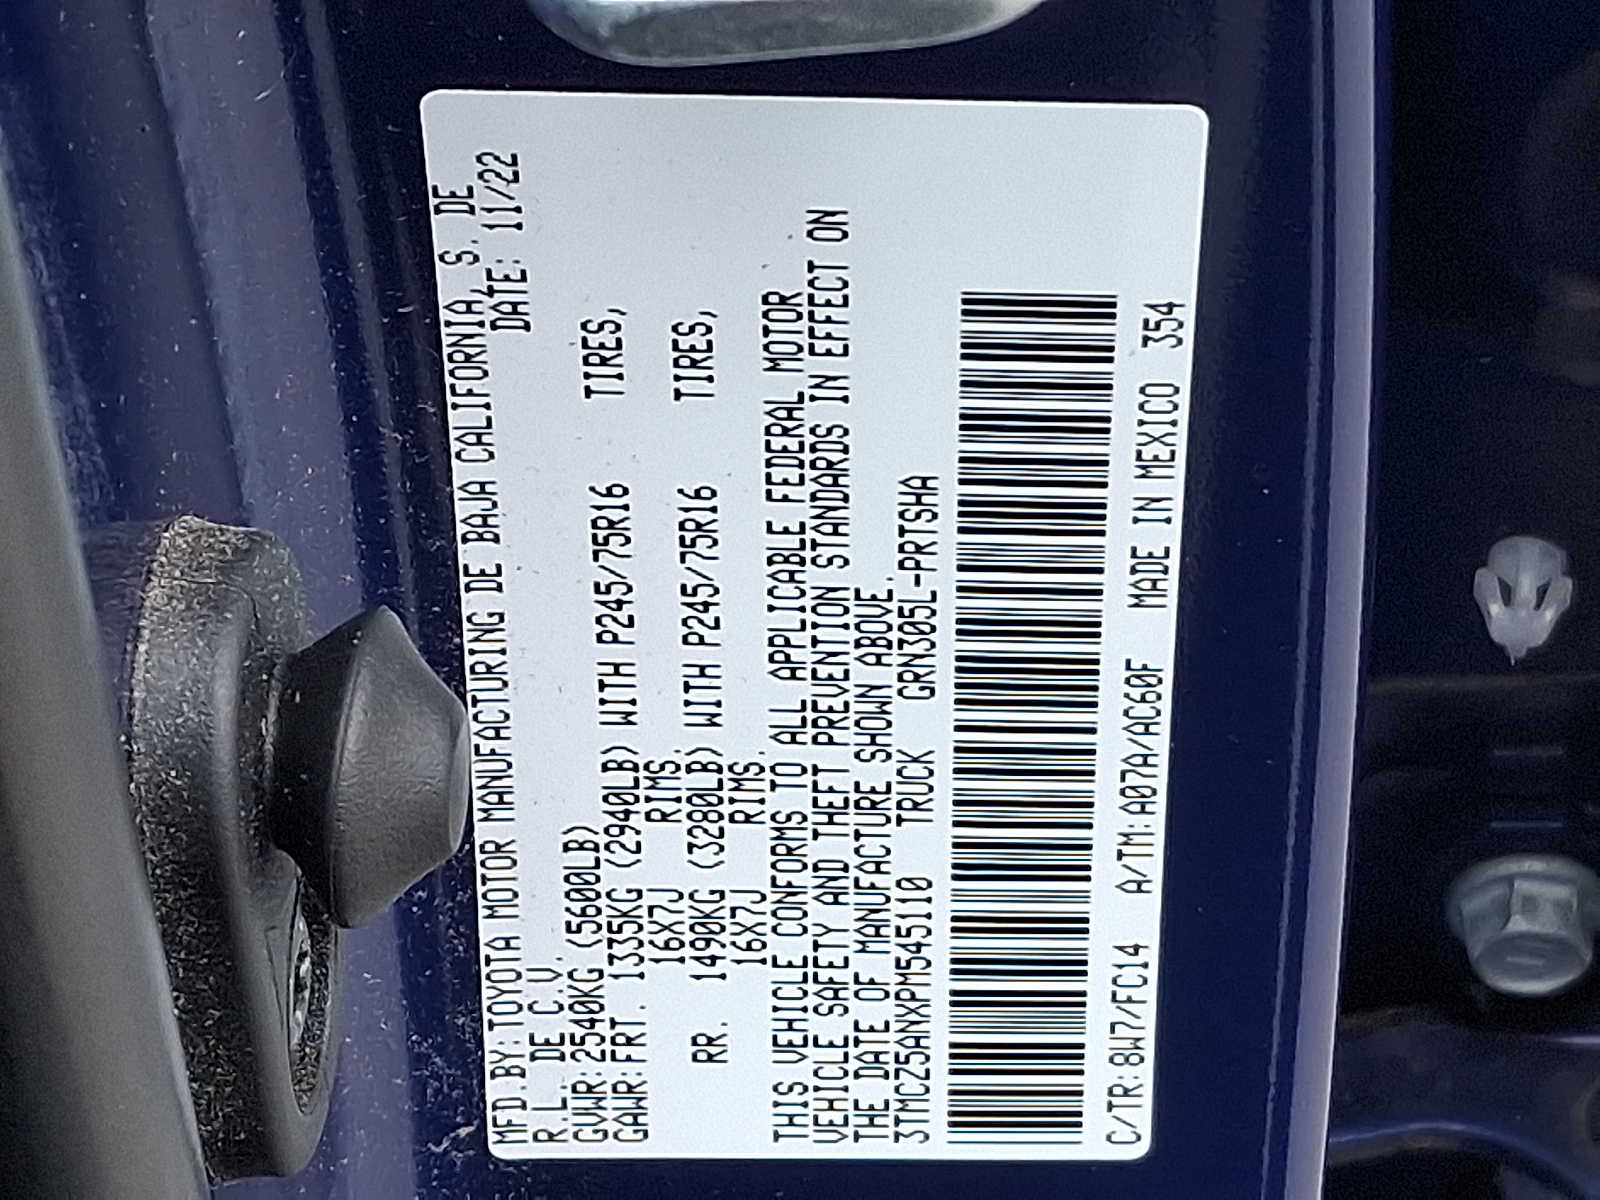 MFD.BY:TOYOTA MOTOR MANUFACTURING DE BAJA CALIFORNIA, S. DE
R.L. DE C.V. DATE: 11/22
GVWR:2540KG (5600LB)
GAWR:FRT. 1335KG (2940LB) WITH P245/75R16 TIRES,
16X7J RIMS.
RR. 1490KG (3280LB) WITH P245/75R16 TIRES,
16X7J RIMS.
THIS VEHICLE CONFORMS TO ALL APPLICABLE FEDERAL MOTOR
VEHICLE SAFETY AND THEFT PREVENTION STANDARDS IN EFFECT ON
THE DATE OF MANUFACTURE SHOWN ABOVE.
3TMCZ5ANXPM545110 TRUCK GRN305L-PRTSHA
C/TR:8W7/FC14 A/TM:A07A/AC60F MADE IN MEXICO 354